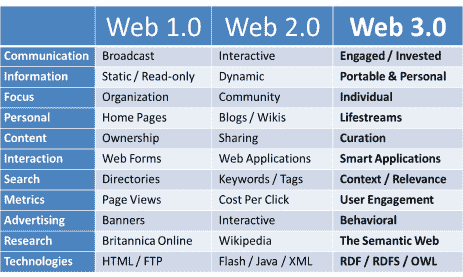 Web 1.0 Web 2.0 Web 3.0
Communication Broadcast Interactive Engaged / Invested
Information Static / Read-only Dynamic Portable & Personal
Focus Organization Community Individual
Personal Home Pages Blogs / Wikis Lifestreams
Content Ownership Sharing Curation
Interaction Web Forms Web Applications Smart Applications
Search Directories Keywords / Tags Context / Relevance
Metrics Page Views Cost Per Click User Engagement
Advertising Banners Interactive Behavioral
Research Britannica Online Wikipedia The Semantic Web
Technologies HTML / FTP Flash / Java / XML RDF / RDFS / OWL